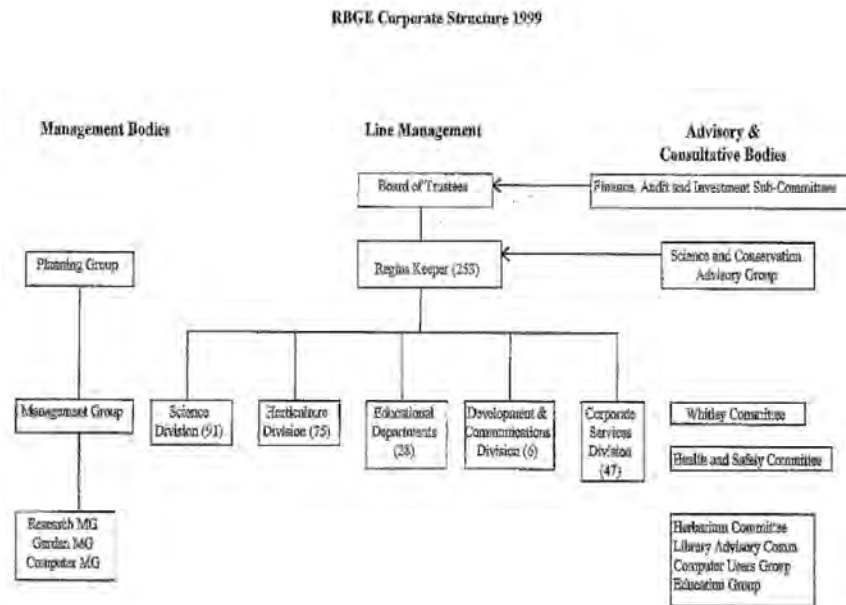 RBGE Corporate Structure 1999
Management Bodies
Line Management
Advisory &
Consultative Bodies
Board of Trustees
Finance, Audit and Investment Sub-Committees
Planning Group
Regius Keeper (253)
Science and Conservation
Advisory Group
Management Group
Science
Division (91)
Horticulture
Division (75)
Educational
Departments
(28)
Development &
Communications
Division (6)
Corporate
Services
Division
(47)
Whitley Committee
Health and Safety Committee
Research MG
Garden MG
Computer MG
Herbarium Committee
Library Advisory Comm
Computer Users Group
Education Group